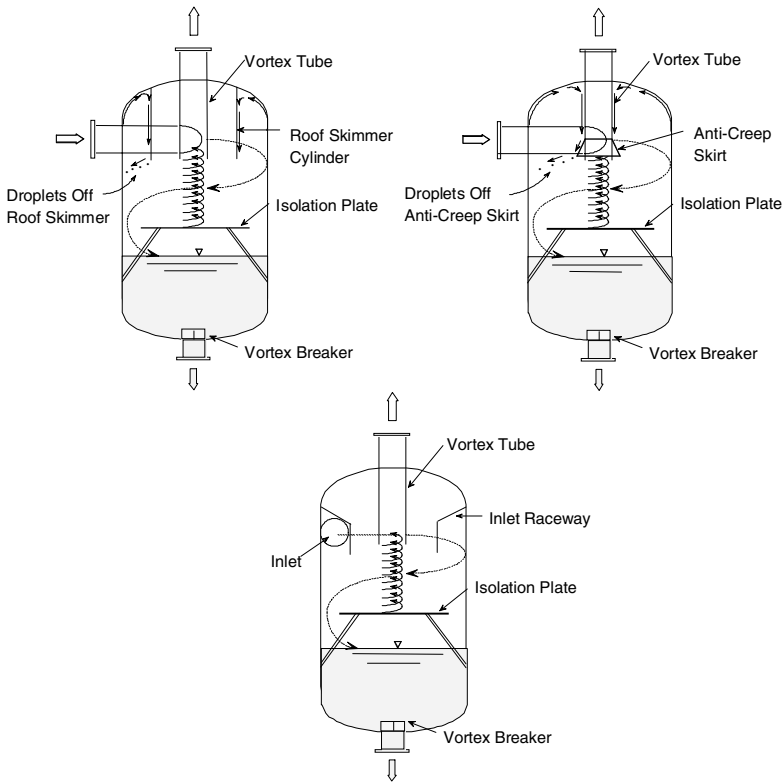 Vortex Tube
Roof Skimmer
Cylinder
Droplets Off
Roof Skimmer
Isolation Plate
Vortex Breaker
Vortex Tube
Anti-Creep
Skirt
Droplets Off
Anti-Creep Skirt
Isolation Plate
Vortex Breaker
Vortex Tube
Inlet Raceway
Inlet
Isolation Plate
Vortex Breaker